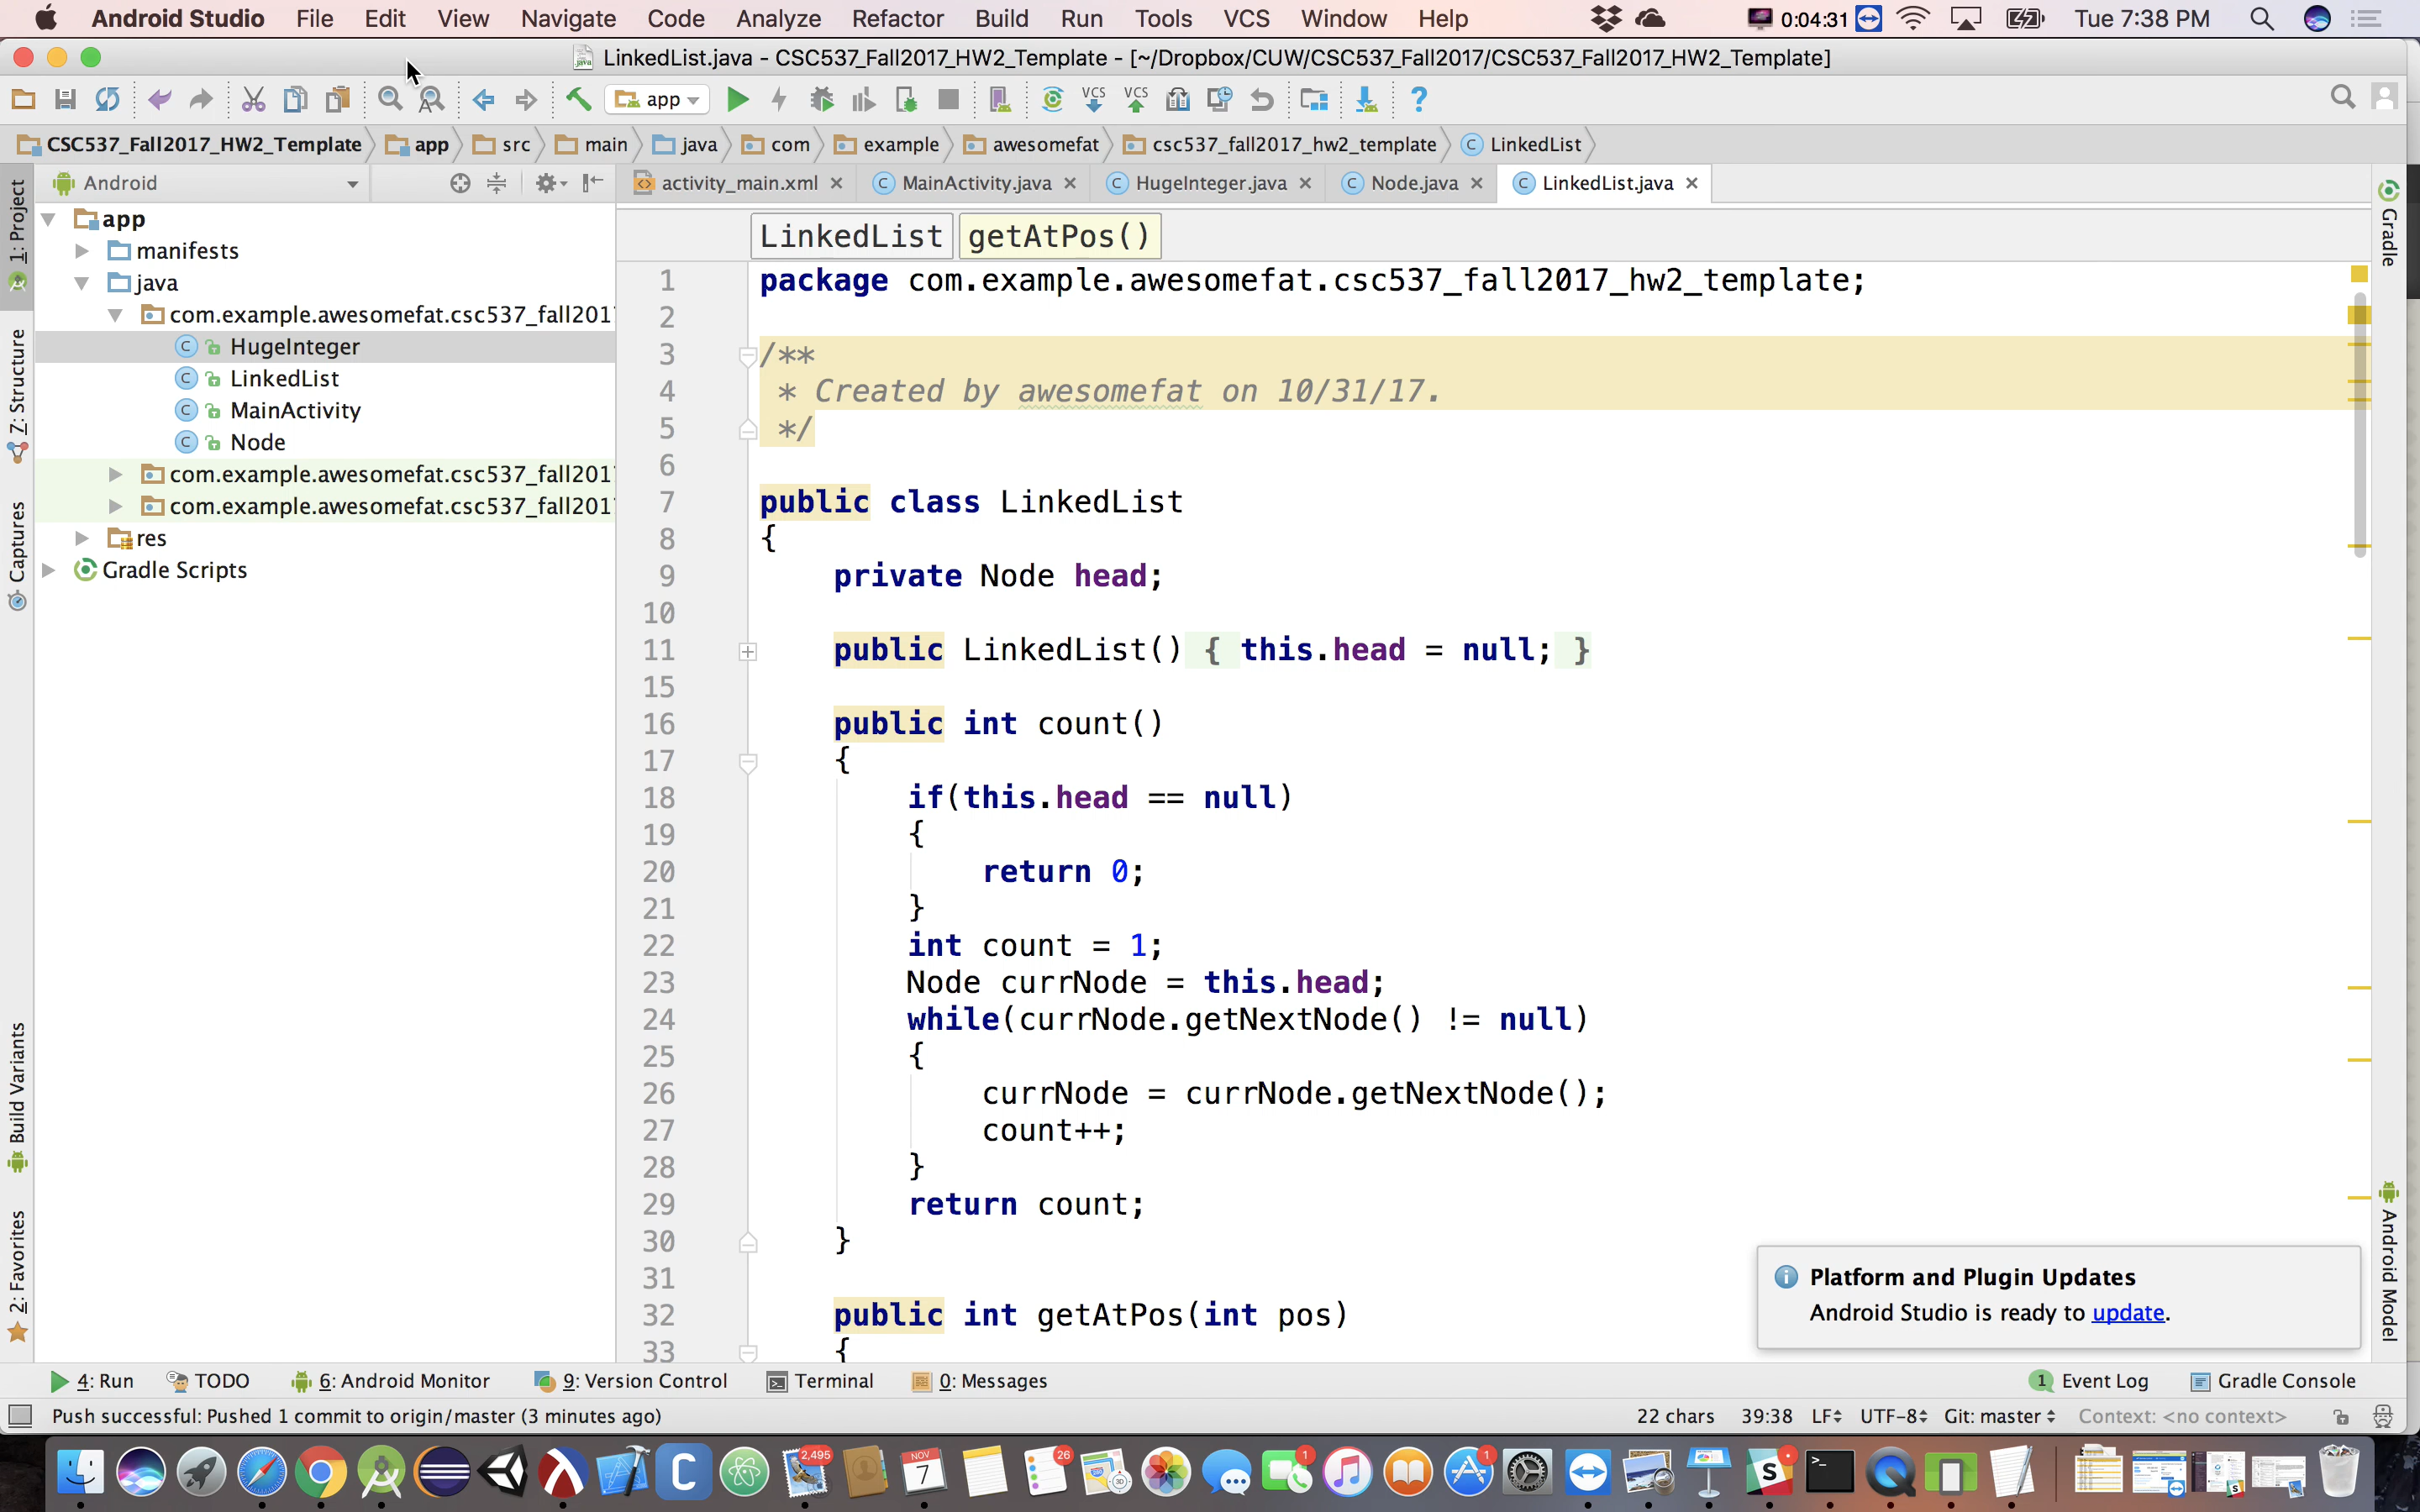 Android Studio File Edit View Navigate Code Analyze Refactor Build Run Tools VCS Window Help 0:04:31 Tue 7:38 PM
LinkedList.java - CSC537_Fall2017_HW2_Template - [~/Dropbox/CUW/CSC537_Fall2017/CSC537_Fall2017_HW2_Template]
app VCS VCS ?
CSC537_Fall2017_HW2_Template app src main java com example awesomefat csc537_fall2017_hw2_template LinkedList
Android
activity_main.xml MainActivity.java HugeInteger.java Node.java LinkedList.java
1: Project
7: Structure
Captures
Build Variants
2: Favorites
app
manifests
java
com.example.awesomefat.csc537_fall201
HugeInteger
LinkedList
MainActivity
Node
com.example.awesomefat.csc537_fall201
com.example.awesomefat.csc537_fall201
res
Gradle Scripts
LinkedList getAtPos()
1 package com.example.awesomefat.csc537_fall2017_hw2_template;
2
3 /**
4 * Created by awesomefat on 10/31/17.
5 */
6
7 public class LinkedList
8 {
9 private Node head;
10
11 public LinkedList() { this.head = null; }
15
16 public int count()
17 {
18 if(this.head == null)
19 {
20 return 0;
21 }
22 int count = 1;
23 Node currNode = this.head;
24 while(currNode.getNextNode() != null)
25 {
26 currNode = currNode.getNextNode();
27 count++;
28 }
29 return count;
30 }
31
32 public int getAtPos(int pos)
33 {
Gradle
Android Model
Platform and Plugin Updates
Android Studio is ready to update.
4: Run TODO 6: Android Monitor 9: Version Control Terminal 0: Messages 1 Event Log Gradle Console
Push successful: Pushed 1 commit to origin/master (3 minutes ago) 22 chars 39:38 LF UTF-8 Git: master Context: <no context>
2,495 NOV 7 26 1 1